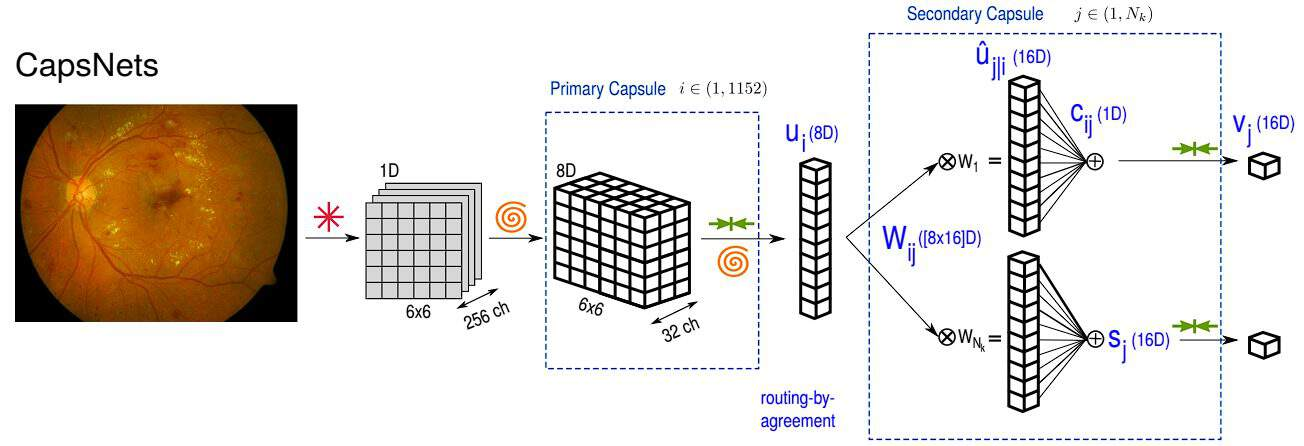 CapsNets
1D
6x6
256 ch
Primary Capsule i ∈ (1, 1152)
8D
6x6
32 ch
u_i (8D)
routing-by-
agreement
Secondary Capsule j ∈ (1, N_k)
W_ij ([8x16]D)
û_j|i (16D)
⊗ W_1 =
c_ij (1D)
⊕
v_j (16D)
⊗ W_N_k =
⊕ s_j (16D)